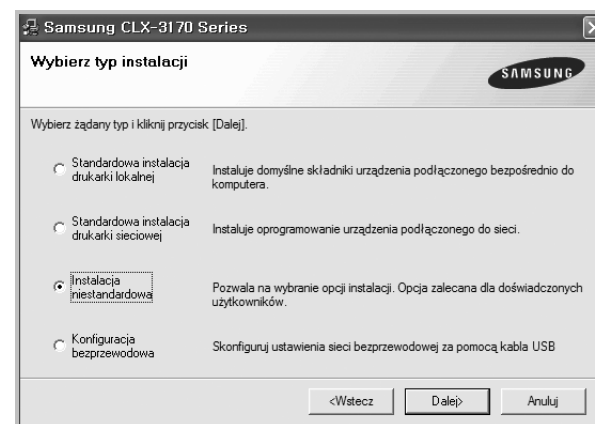 Samsung CLX-3170 Series
Wybierz typ instalacji
SAMSUNG
Wybierz żądany typ i kliknij przycisk [Dalej].
Standardowa instalacja
drukarki lokalnej
Instaluje domyślne składniki urządzenia podłączonego bezpośrednio do
komputera.
Standardowa instalacja
drukarki sieciowej
Instaluje oprogramowanie urządzenia podłączonego do sieci.
Instalacja
niestandardowa
Pozwala na wybranie opcji instalacji. Opcja zalecana dla doświadczonych
użytkowników.
Konfiguracja
bezprzewodowa
Skonfiguruj ustawienia sieci bezprzewodowej za pomocą kabla USB
<Wstecz Dalej> Anuluj